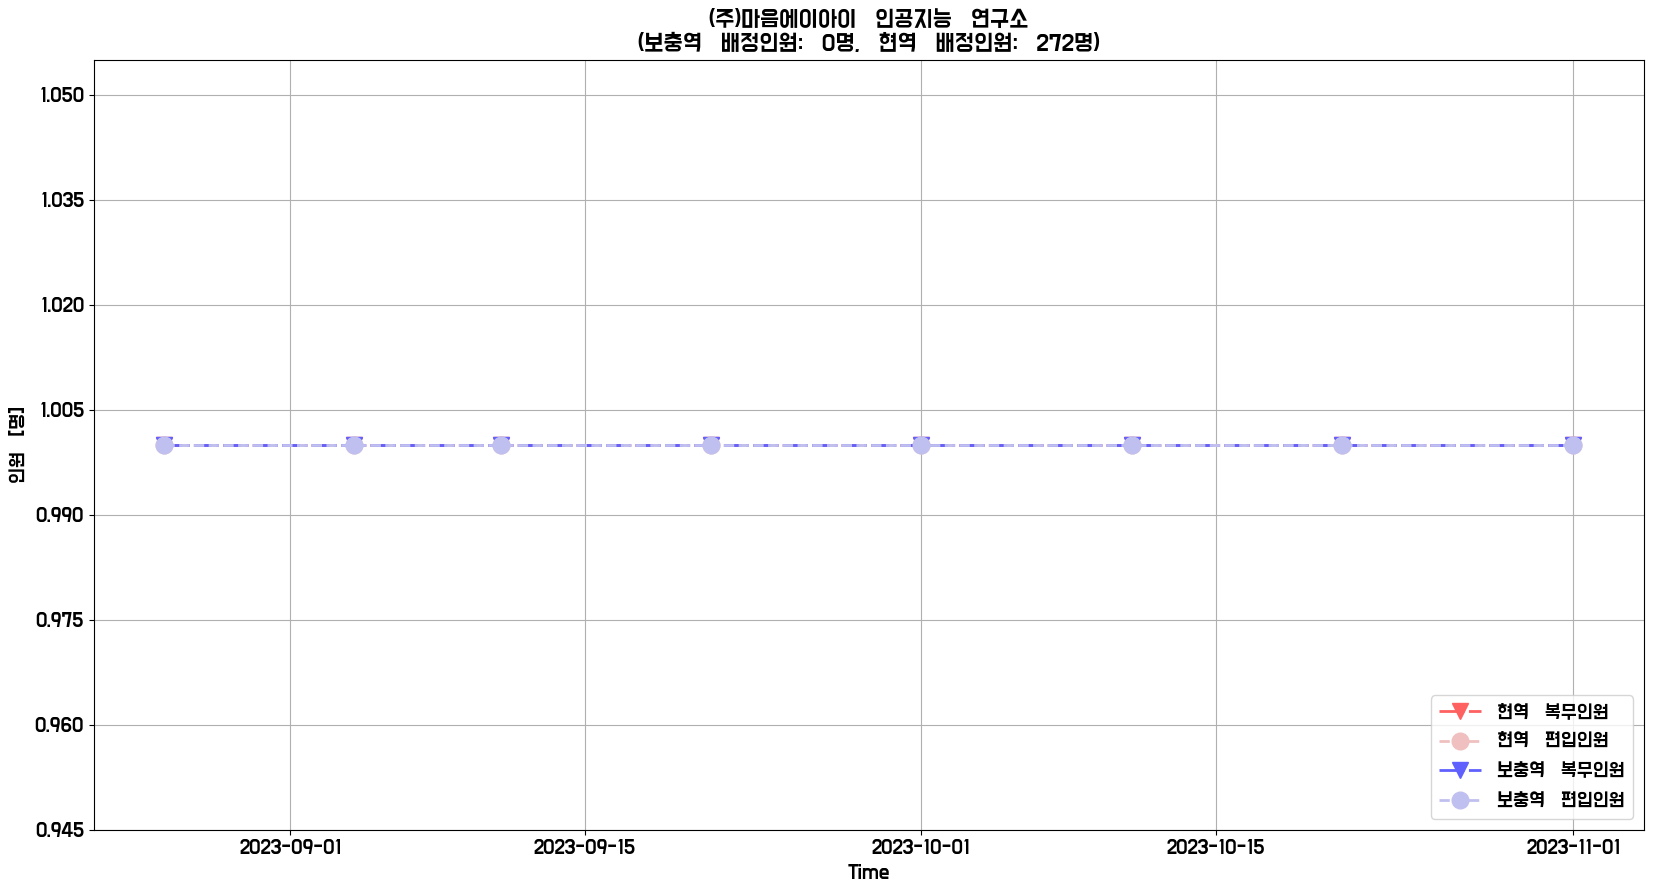 (주)마음에이아이 인공지능 연구소
(보충역 배정인원: 0명, 현역 배정인원: 272명)
1.050
1.035
1.020
1.005
0.990
0.975
0.960
0.945
인원 [명]
2023-09-01
2023-09-15
2023-10-01
2023-10-15
2023-11-01
Time
현역 복무인원
현역 편입인원
보충역 복무인원
보충역 편입인원